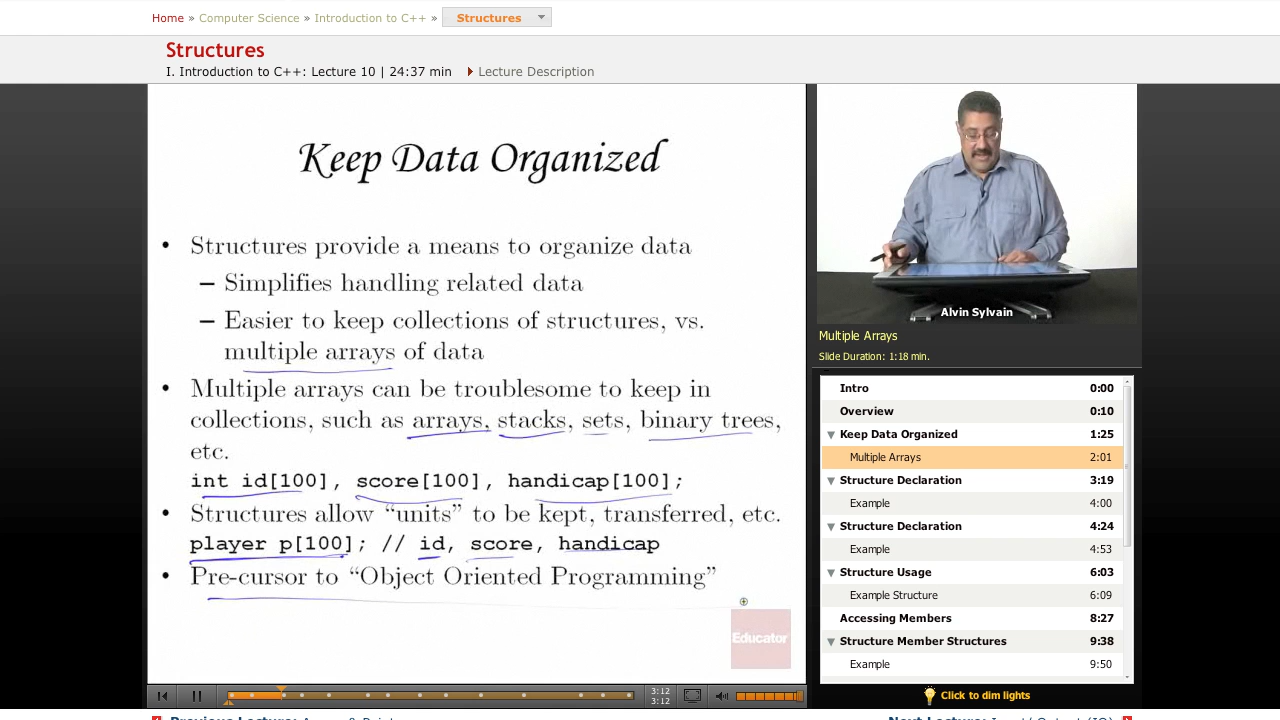 Home » Computer Science » Introduction to C++ » Structures
Structures
I. Introduction to C++: Lecture 10 | 24:37 min Lecture Description
Keep Data Organized
• Structures provide a means to organize data
– Simplifies handling related data
– Easier to keep collections of structures, vs.
multiple arrays of data
• Multiple arrays can be troublesome to keep in
collections, such as arrays, stacks, sets, binary trees,
etc.
int id[100], score[100], handicap[100];
• Structures allow “units” to be kept, transferred, etc.
player p[100]; // id, score, handicap
• Pre-cursor to “Object Oriented Programming”
Educator
Alvin Sylvain
Multiple Arrays
Slide Duration: 1:18 min.
Intro 0:00
Overview 0:10
Keep Data Organized 1:25
Multiple Arrays 2:01
Structure Declaration 3:19
Example 4:00
Structure Declaration 4:24
Example 4:53
Structure Usage 6:03
Example Structure 6:09
Accessing Members 8:27
Structure Member Structures 9:38
Example 9:50
3:12
3:12
Click to dim lights
Previous Lecture:
Next Lecture: